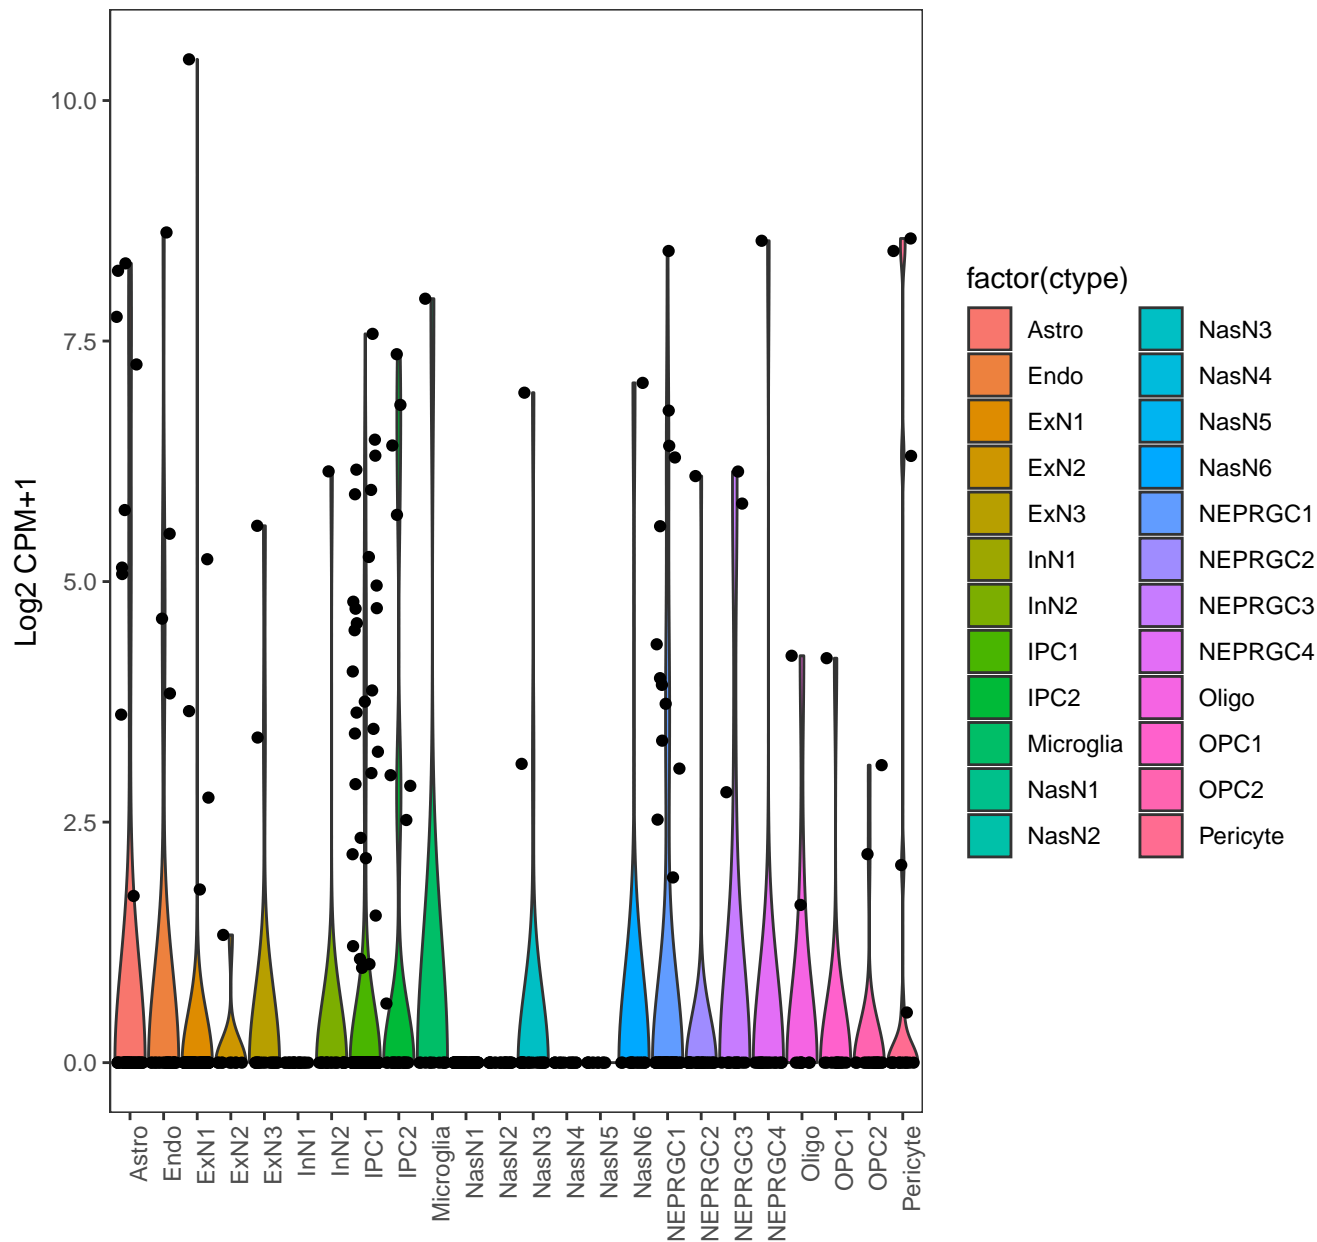 Log2 CPM+1
10.0
7.5
5.0
2.5
0.0
Astro
Endo
ExN1
ExN2
ExN3
InN1
InN2
IPC1
IPC2
Microglia
NasN1
NasN2
NasN3
NasN4
NasN5
NasN6
NEPRGC1
NEPRGC2
NEPRGC3
NEPRGC4
Oligo
OPC1
OPC2
Pericyte
factor(ctype)
Astro
Endo
ExN1
ExN2
ExN3
InN1
InN2
IPC1
IPC2
Microglia
NasN1
NasN2
NasN3
NasN4
NasN5
NasN6
NEPRGC1
NEPRGC2
NEPRGC3
NEPRGC4
Oligo
OPC1
OPC2
Pericyte